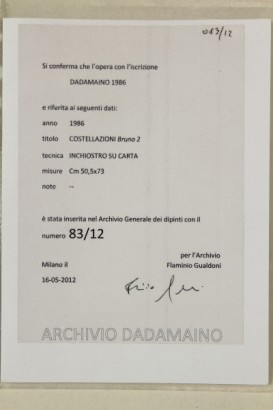 083/12
Si conferma che l'opera con l'iscrizione
DADAMAINO 1986
e riferita ai seguenti dati:
anno 1986
titolo COSTELLAZIONI Bruno 2
tecnica INCHIOSTRO SU CARTA
misure Cm 50,5x73
note --
è stata inserita nel Archivio Generale dei dipinti con il
numero 83/12
per l'Archivio
Milano il Flaminio Gualdoni
16-05-2012
ARCHIVIO DADAMAINO